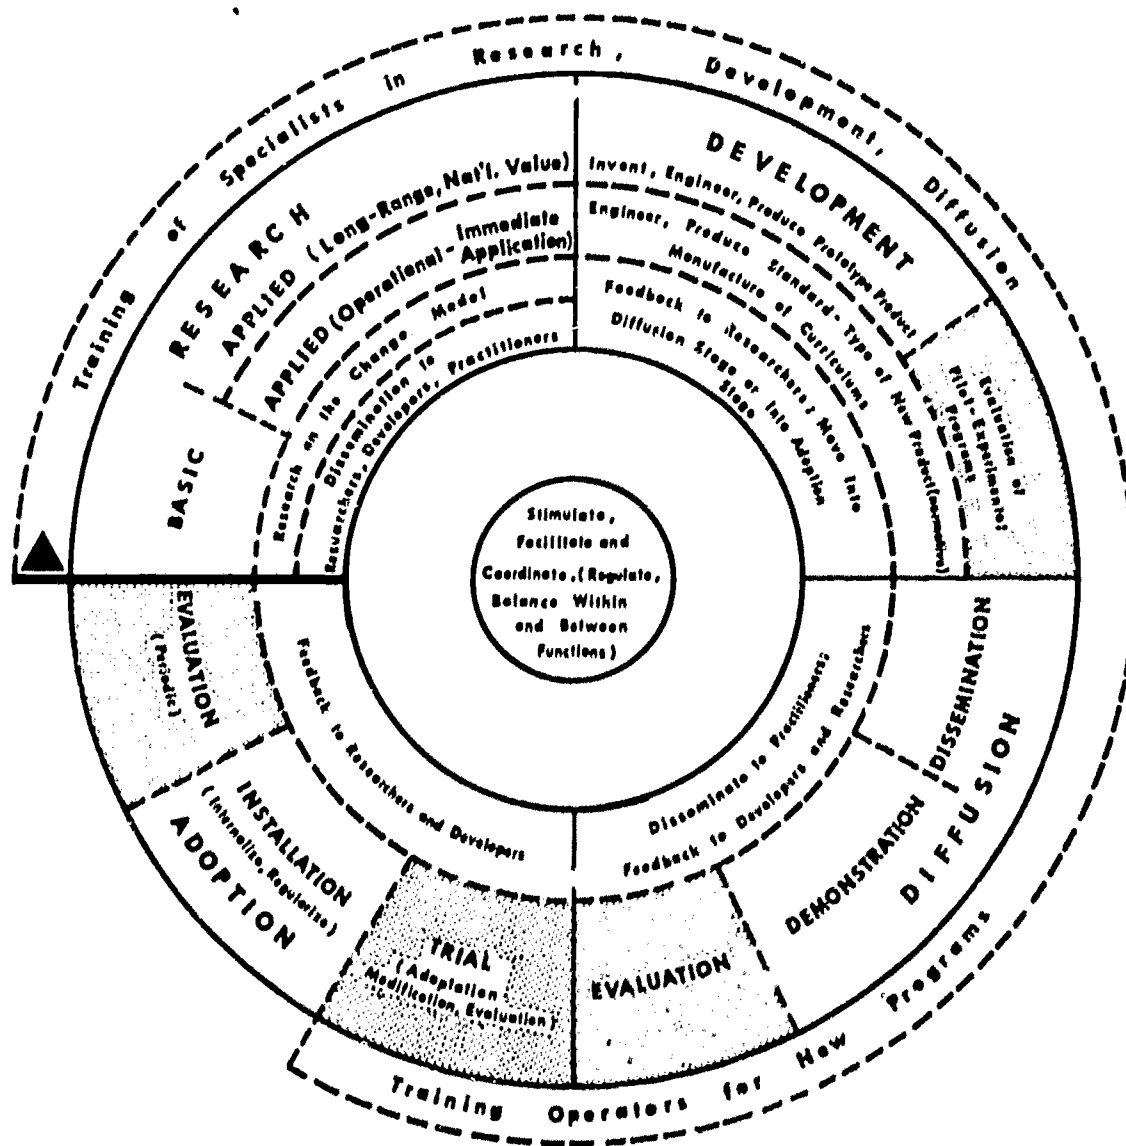 Training of Specialists in Research, Development, Diffusion
RESEARCH
BASIC
APPLIED (Long-Range, Nat'l. Value)
APPLIED (Operational - Immediate
Application)
Research on the Change Model
Dissemination to
Researchers, Developers, Practitioners
DEVELOPMENT
Invent, Engineer, Produce Prototype Product
Engineer, Produce Standard - Type of New Product (normative)
Manufacture of Curriculums
Feedback to Researchers; Move Into
Diffusion Stage or Into Adoption
Stage
Evaluation of
Pilot-Experiments;
Programs
Stimulate,
Facilitate and
Coordinate, (Regulate,
Balance Within
and Between
Functions)
DISSEMINATION
DIFFUSION
DEMONSTRATION
EVALUATION
Disseminate to Practitioners;
Feedback to Developers and Researchers
Training Operators for New Programs
TRIAL
(Adaptation
Modification, Evaluation)
INSTALLATION
(Internalize, Regularize)
ADOPTION
EVALUATION
(Periodic)
Feedback to Researchers and Developers